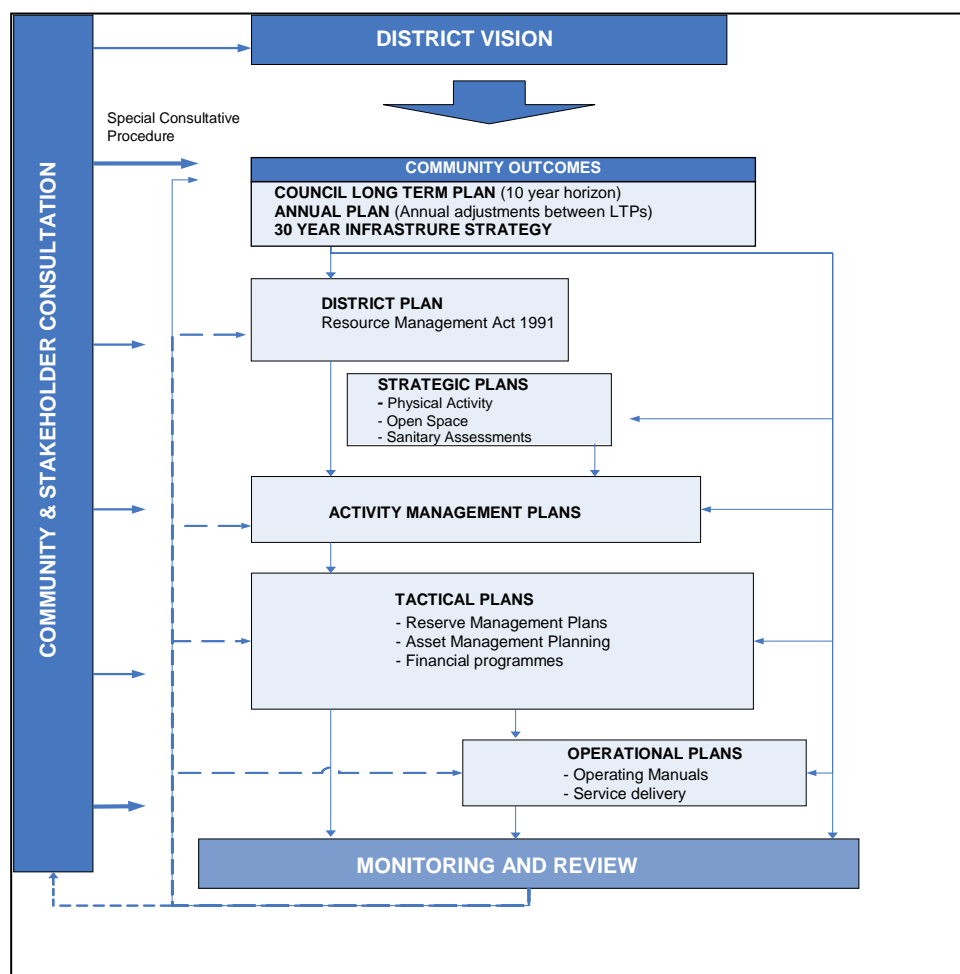 DISTRICT VISION
COMMUNITY & STAKEHOLDER CONSULTATION
Special Consultative
Procedure
COMMUNITY OUTCOMES
COUNCIL LONG TERM PLAN (10 year horizon)
ANNUAL PLAN (Annual adjustments between LTPs)
30 YEAR INFRASTRURE STRATEGY
DISTRICT PLAN
Resource Management Act 1991
STRATEGIC PLANS
- Physical Activity
- Open Space
- Sanitary Assessments
ACTIVITY MANAGEMENT PLANS
TACTICAL PLANS
- Reserve Management Plans
- Asset Management Planning
- Financial programmes
OPERATIONAL PLANS
- Operating Manuals
- Service delivery
MONITORING AND REVIEW